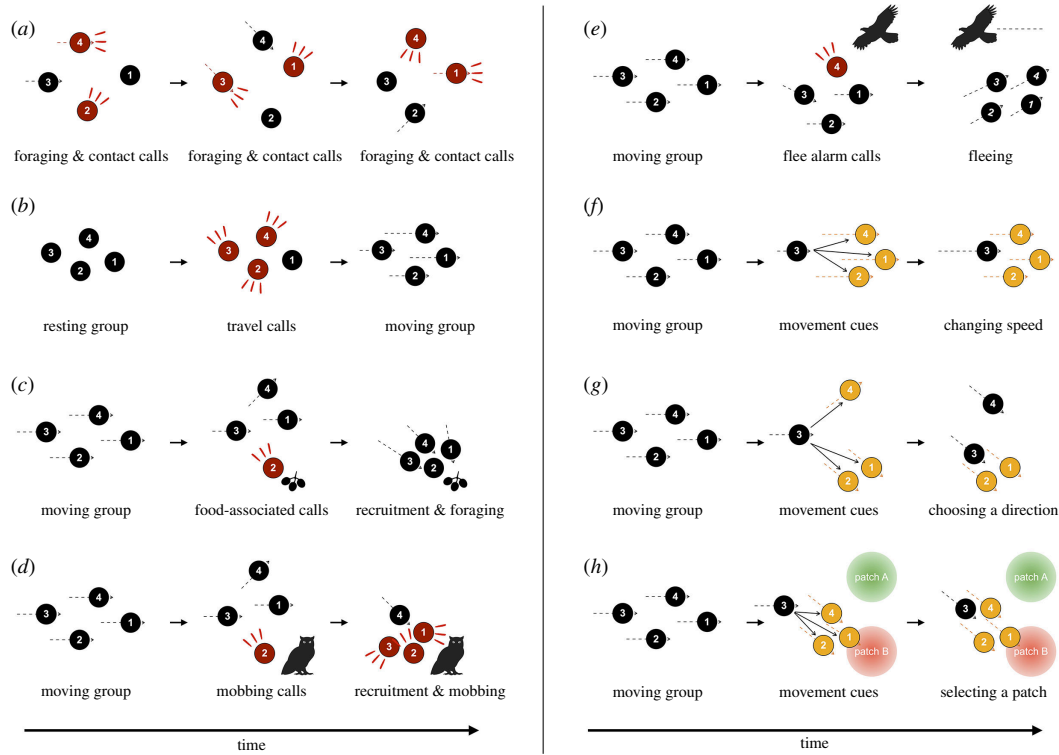 (a)
4
3
1
2
4
1
3
2
4
1
3
2
foraging & contact calls
foraging & contact calls
foraging & contact calls
(b)
4
3
1
2
4
3
1
2
4
3
1
2
resting group
travel calls
moving group
(c)
4
3
1
2
4
1
3
2
4
1
3
2
moving group
food-associated calls
recruitment & foraging
(d)
4
3
1
2
4
1
3
2
4
1
3
2
moving group
mobbing calls
recruitment & mobbing
time
(e)
4
3
1
2
4
3
1
2
3
4
2
1
moving group
flee alarm calls
fleeing
(f)
4
3
1
2
4
3
1
2
4
3
1
2
moving group
movement cues
changing speed
(g)
4
3
1
2
4
3
1
2
4
3
1
2
moving group
movement cues
choosing a direction
(h)
4
3
1
2
patch A
3
4
1
2
patch B
patch A
3
4
1
2
patch B
moving group
movement cues
selecting a patch
time